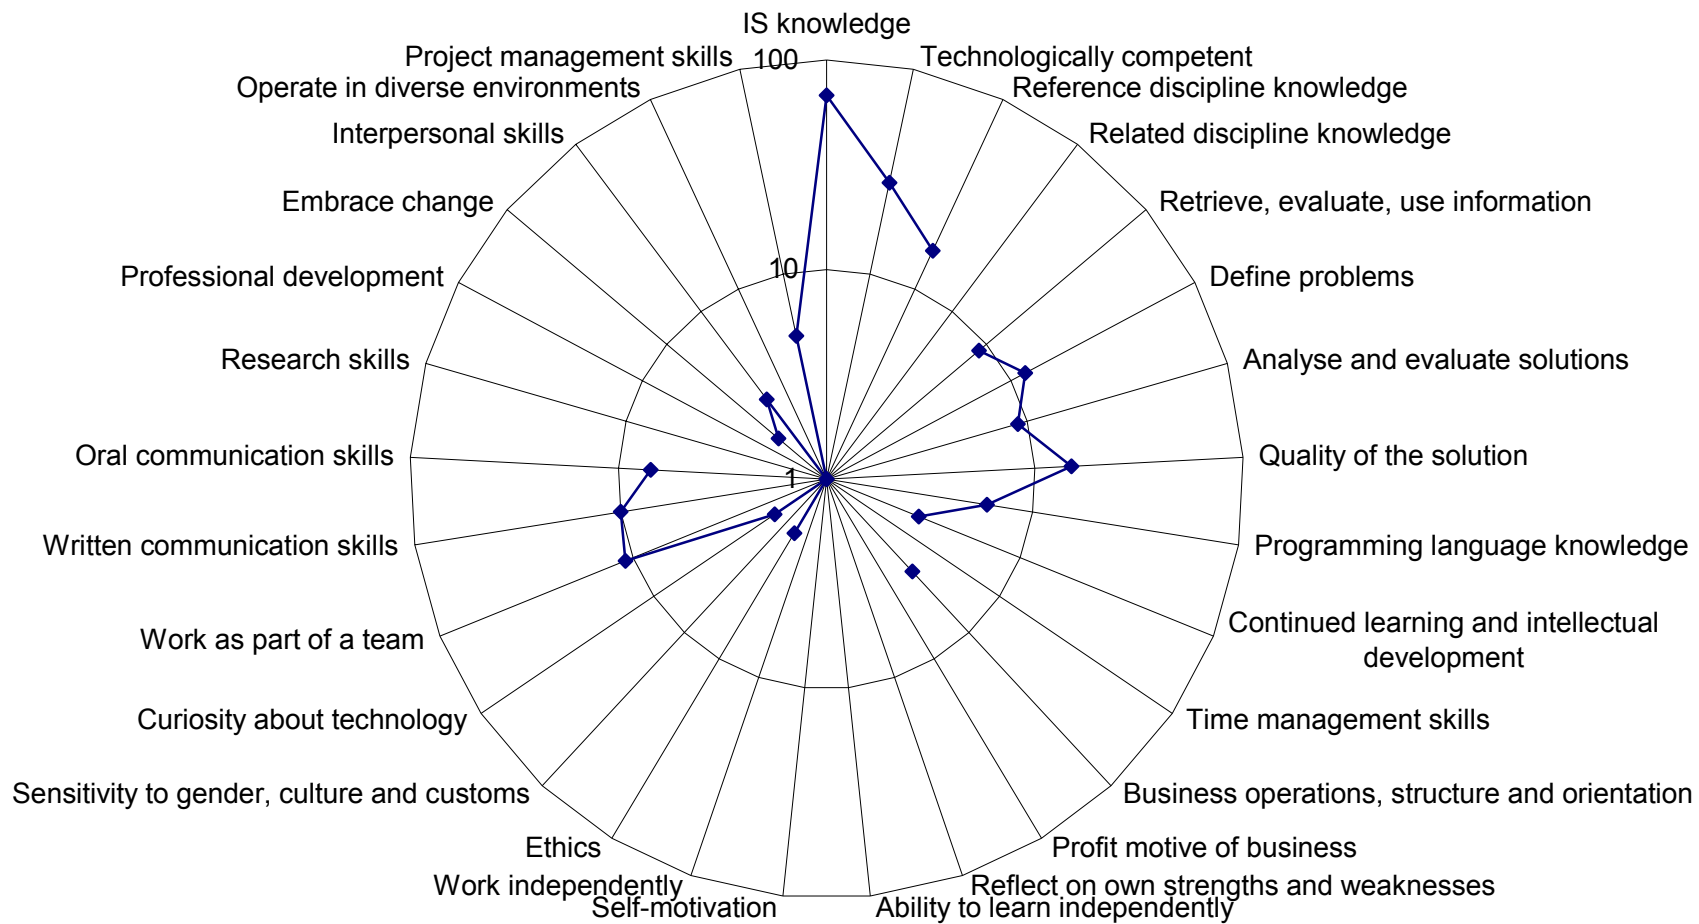 IS knowledge
Project management skills
100
Technologically competent
Operate in diverse environments
Reference discipline knowledge
Interpersonal skills
Related discipline knowledge
Embrace change
Retrieve, evaluate, use information
10
Professional development
Define problems
Research skills
Analyse and evaluate solutions
Oral communication skills
Quality of the solution
1
Written communication skills
Programming language knowledge
Work as part of a team
Continued learning and intellectual
development
Curiosity about technology
Time management skills
Sensitivity to gender, culture and customs
Business operations, structure and orientation
Ethics
Profit motive of business
Work independently
Reflect on own strengths and weaknesses
Self-motivation
Ability to learn independently